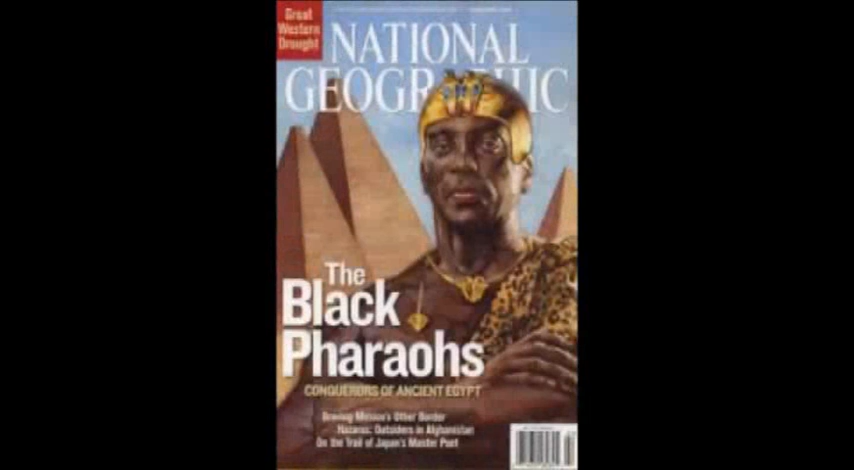 Great
Western
Drought
NATIONAL
GEOGRAPHIC
The
Black
Pharaohs
CONQUERORS OF ANCIENT EGYPT
Mexico's Other Border
Hazaras: Outsiders in Afghanistan
On the Trail of Japan's Master Poet